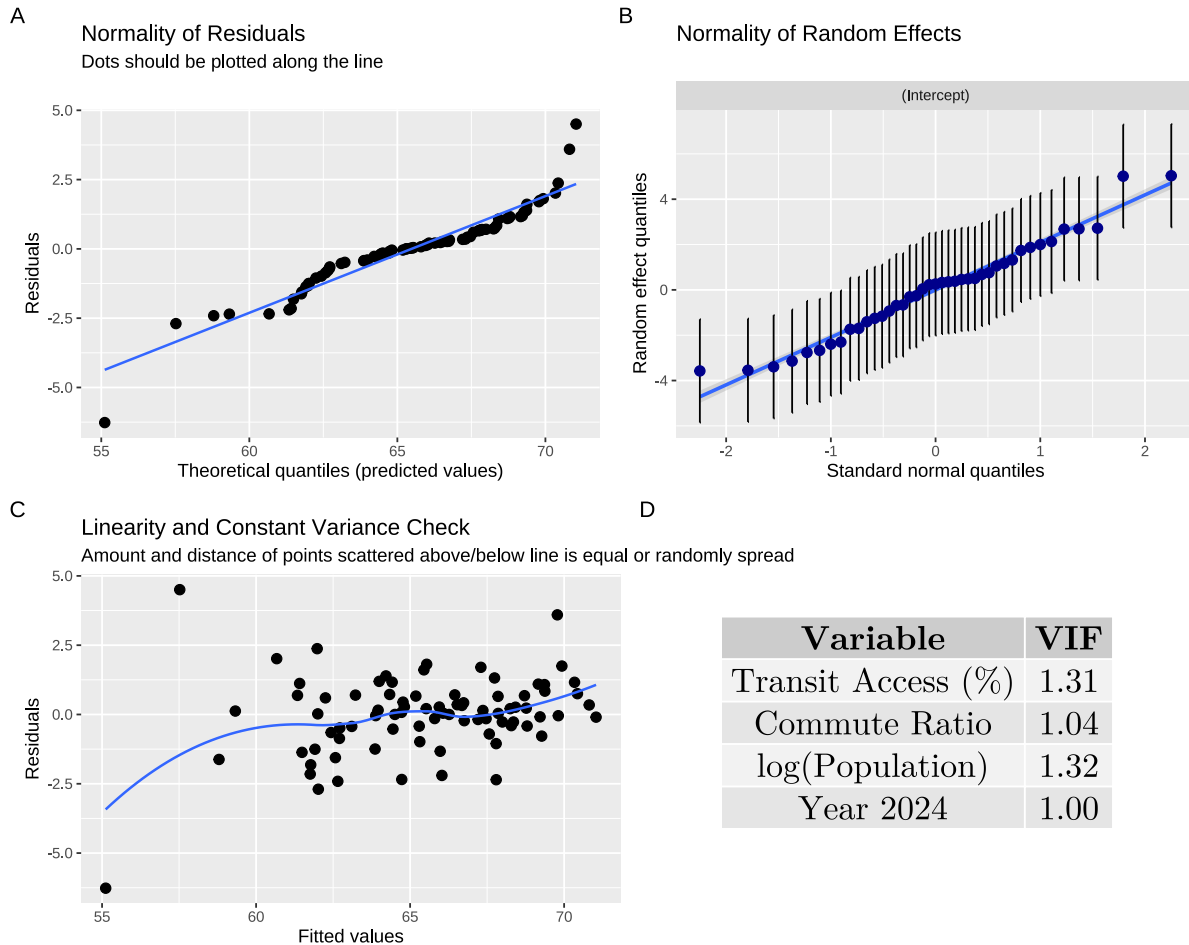 A
Normality of Residuals
Dots should be plotted along the line
5.0
2.5
0.0
-2.5
-5.0
Residuals
55 60 65 70
Theoretical quantiles (predicted values)
B
Normality of Random Effects
(Intercept)
4
0
-4
Random effect quantiles
-2 -1 0 1 2
Standard normal quantiles
C
Linearity and Constant Variance Check
Amount and distance of points scattered above/below line is equal or randomly spread
5.0
2.5
0.0
-2.5
-5.0
Residuals
55 60 65 70
Fitted values
D
Variable VIF
Transit Access (%) 1.31
Commute Ratio 1.04
log(Population) 1.32
Year 2024 1.00